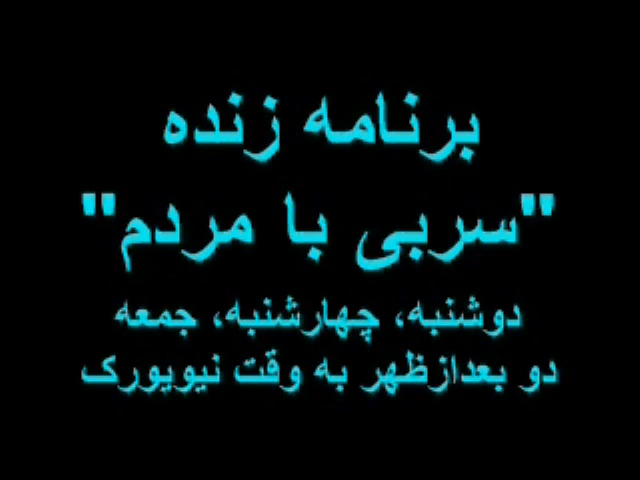 برنامه زنده
"سربی با مردم"
دوشنبه، چهارشنبه، جمعه
دو بعدازظهر به وقت نیویورک